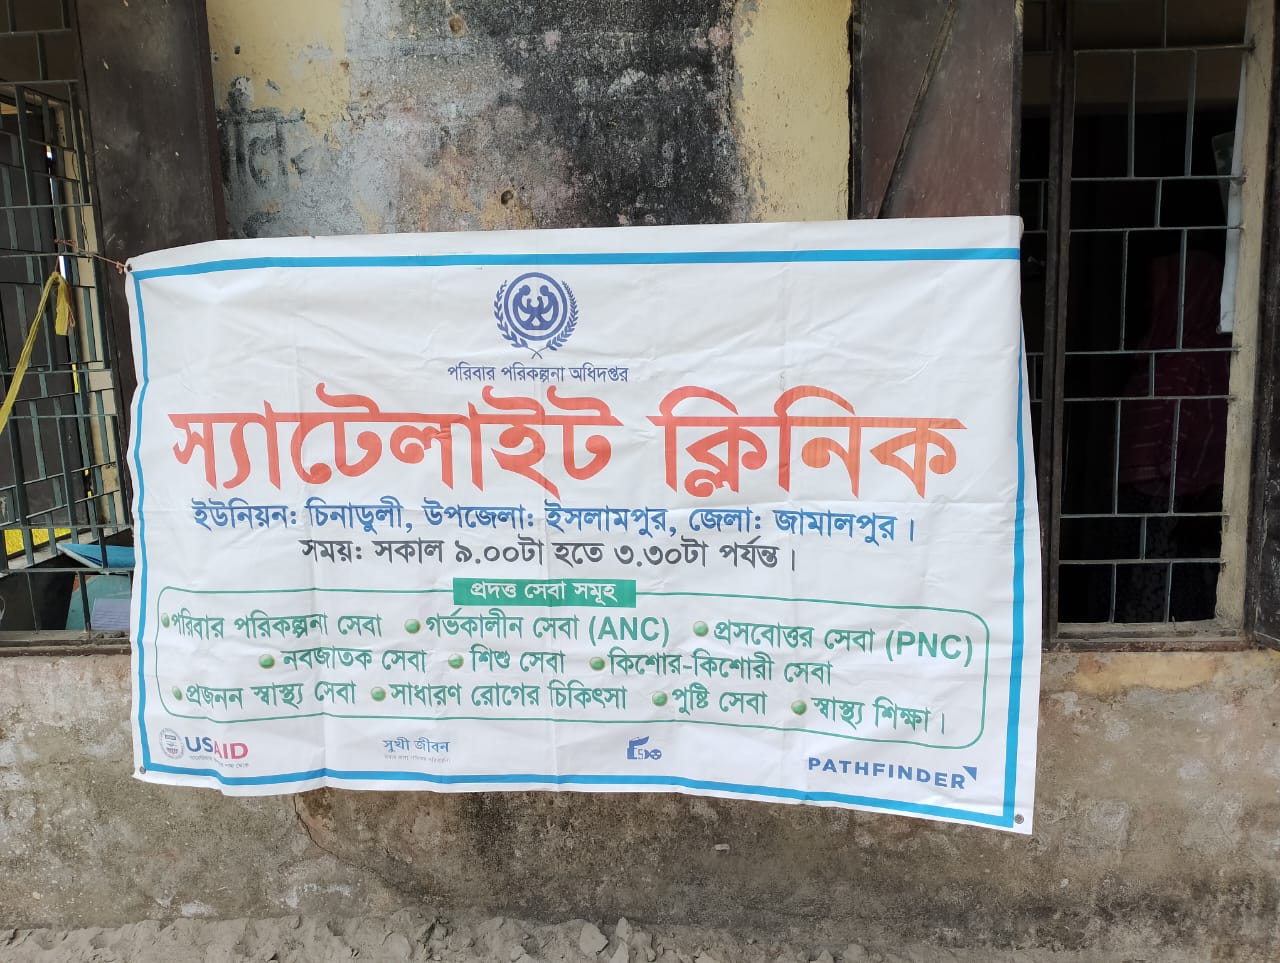 পরিবার পরিকল্পনা অধিদপ্তর
স্যাটেলাইট ক্লিনিক
ইউনিয়ন: চিনাডুলী, উপজেলা: ইসলামপুর, জেলা: জামালপুর।
সময়: সকাল ৯.০০টা হতে ৩.৩০টা পর্যন্ত।
প্রদত্ত সেবা সমূহ
পরিবার পরিকল্পনা সেবা গর্ভকালীন সেবা (ANC) প্রসবোত্তর সেবা (PNC)
নবজাতক সেবা শিশু সেবা কিশোর-কিশোরী সেবা
প্রজনন স্বাস্থ্য সেবা সাধারণ রোগের চিকিৎসা পুষ্টি সেবা স্বাস্থ্য শিক্ষা।
USAID সুখী জীবন PATHFINDER